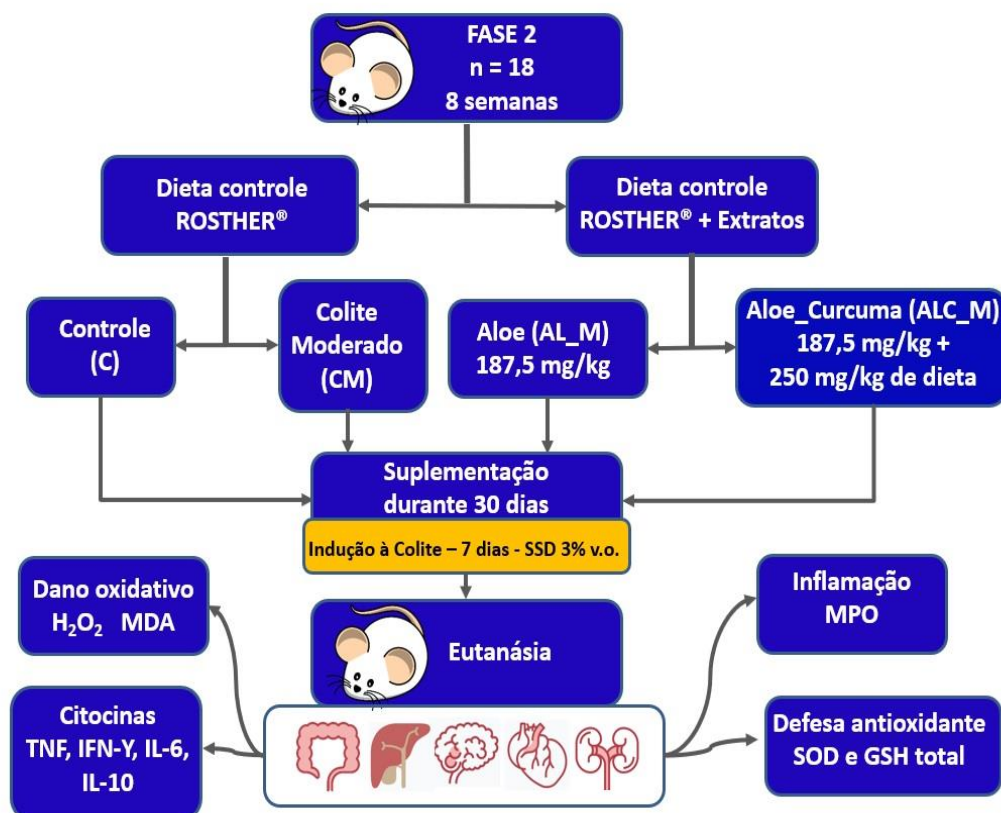 FASE 2
n = 18
8 semanas
Dieta controle
ROSTHER®
Dieta controle
ROSTHER® + Extratos
Controle
(C)
Colite
Moderado
(CM)
Aloe (AL_M)
187,5 mg/kg
Aloe_Curcuma (ALC_M)
187,5 mg/kg +
250 mg/kg de dieta
Suplementação
durante 30 dias
Indução à Colite – 7 dias - SSD 3% v.o.
Dano oxidativo
H₂O₂ MDA
Inflamação
MPO
Eutanásia
Citocinas
TNF, IFN-Y, IL-6,
IL-10
Defesa antioxidante
SOD e GSH total